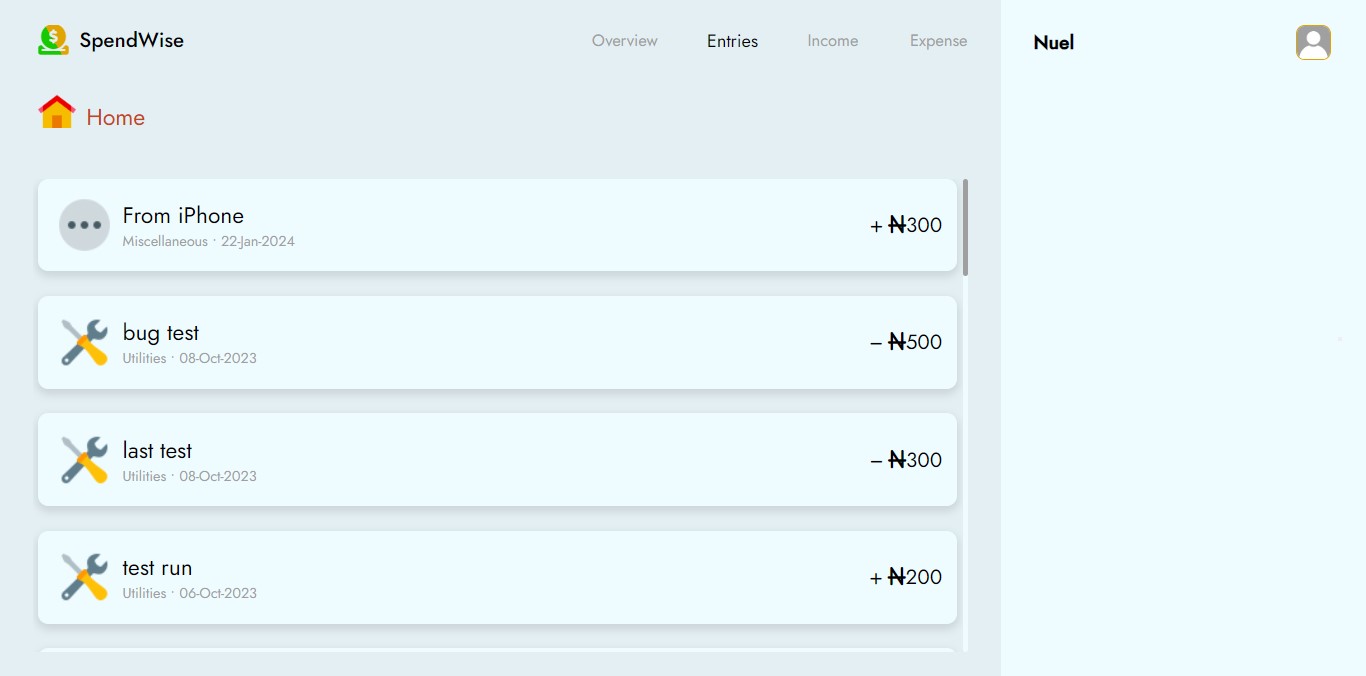 SpendWise
Overview Entries Income Expense
Nuel
Home
From iPhone
Miscellaneous · 22-Jan-2024
+ ₦300
bug test
Utilities · 08-Oct-2023
– ₦500
last test
Utilities · 08-Oct-2023
– ₦300
test run
Utilities · 06-Oct-2023
+ ₦200